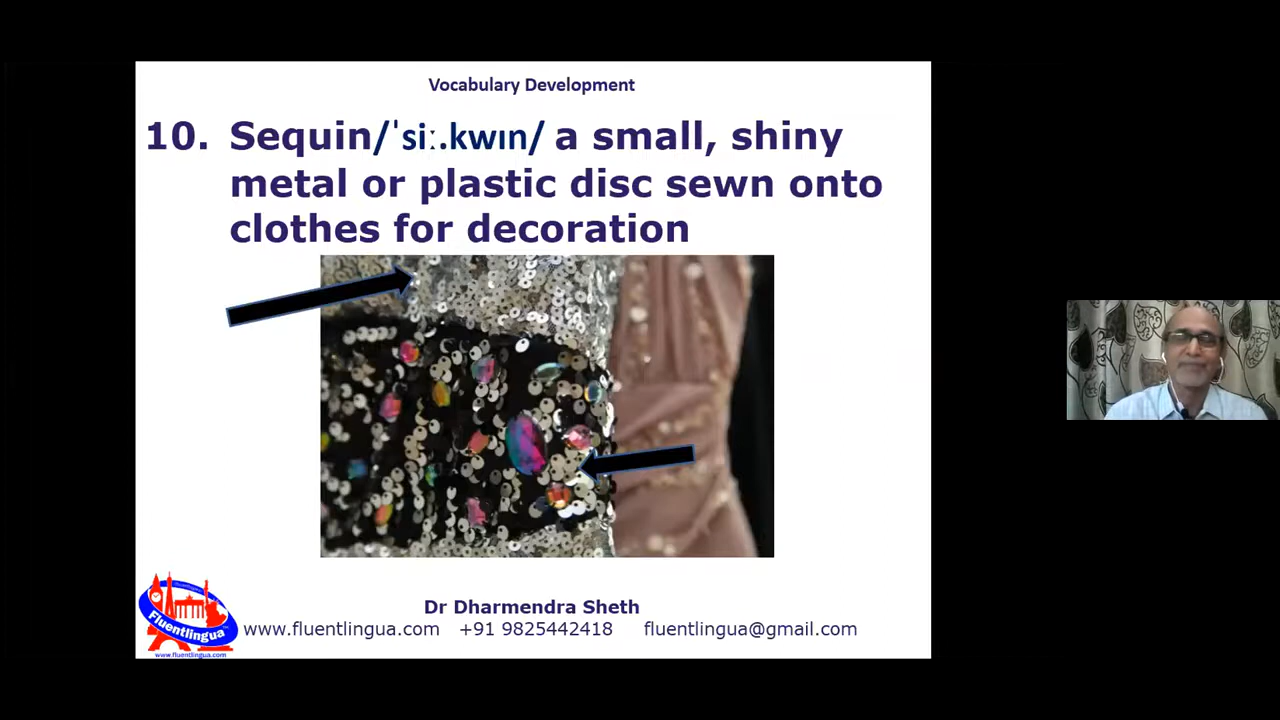 Vocabulary Development
10. Sequin/ˈsiː.kwɪn/ a small, shiny
metal or plastic disc sewn onto
clothes for decoration
Fluentlingua
www.fluentlingua.com
Dr Dharmendra Sheth
www.fluentlingua.com +91 9825442418 fluentlingua@gmail.com